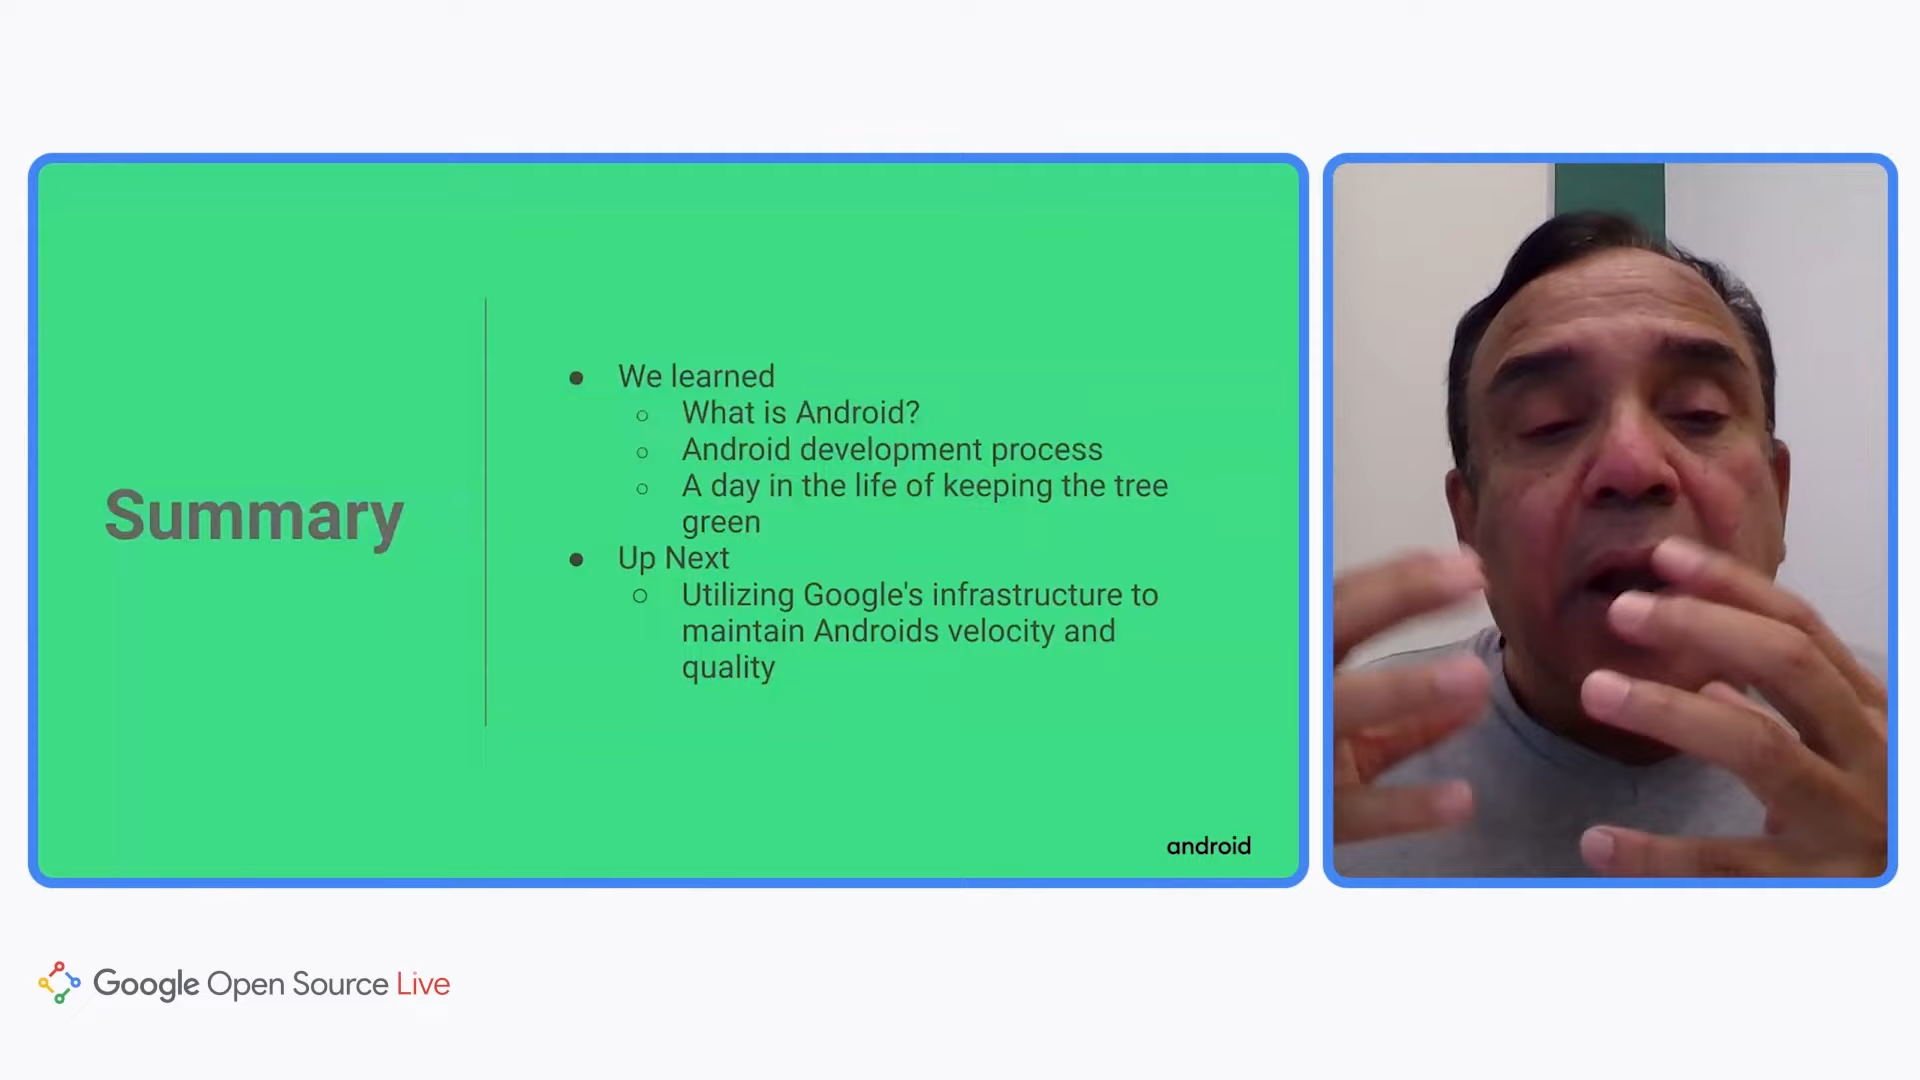 Summary
● We learned
○ What is Android?
○ Android development process
○ A day in the life of keeping the tree
green
● Up Next
○ Utilizing Google's infrastructure to
maintain Androids velocity and
quality
android
Google Open Source Live